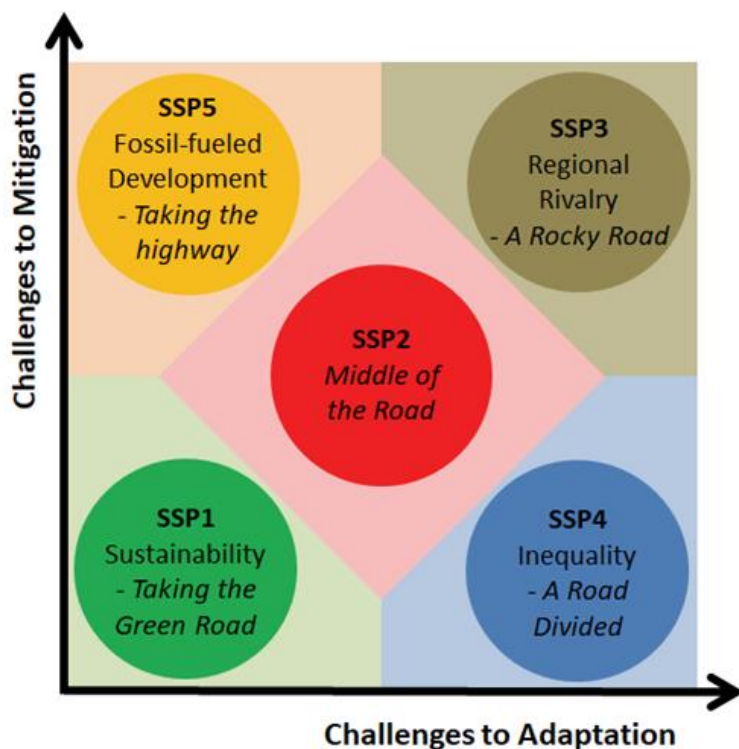 Challenges to Mitigation
SSP5
Fossil-fueled
Development
- Taking the
highway
SSP3
Regional
Rivalry
- A Rocky Road
SSP2
Middle of
the Road
SSP1
Sustainability
- Taking the
Green Road
SSP4
Inequality
- A Road
Divided
Challenges to Adaptation